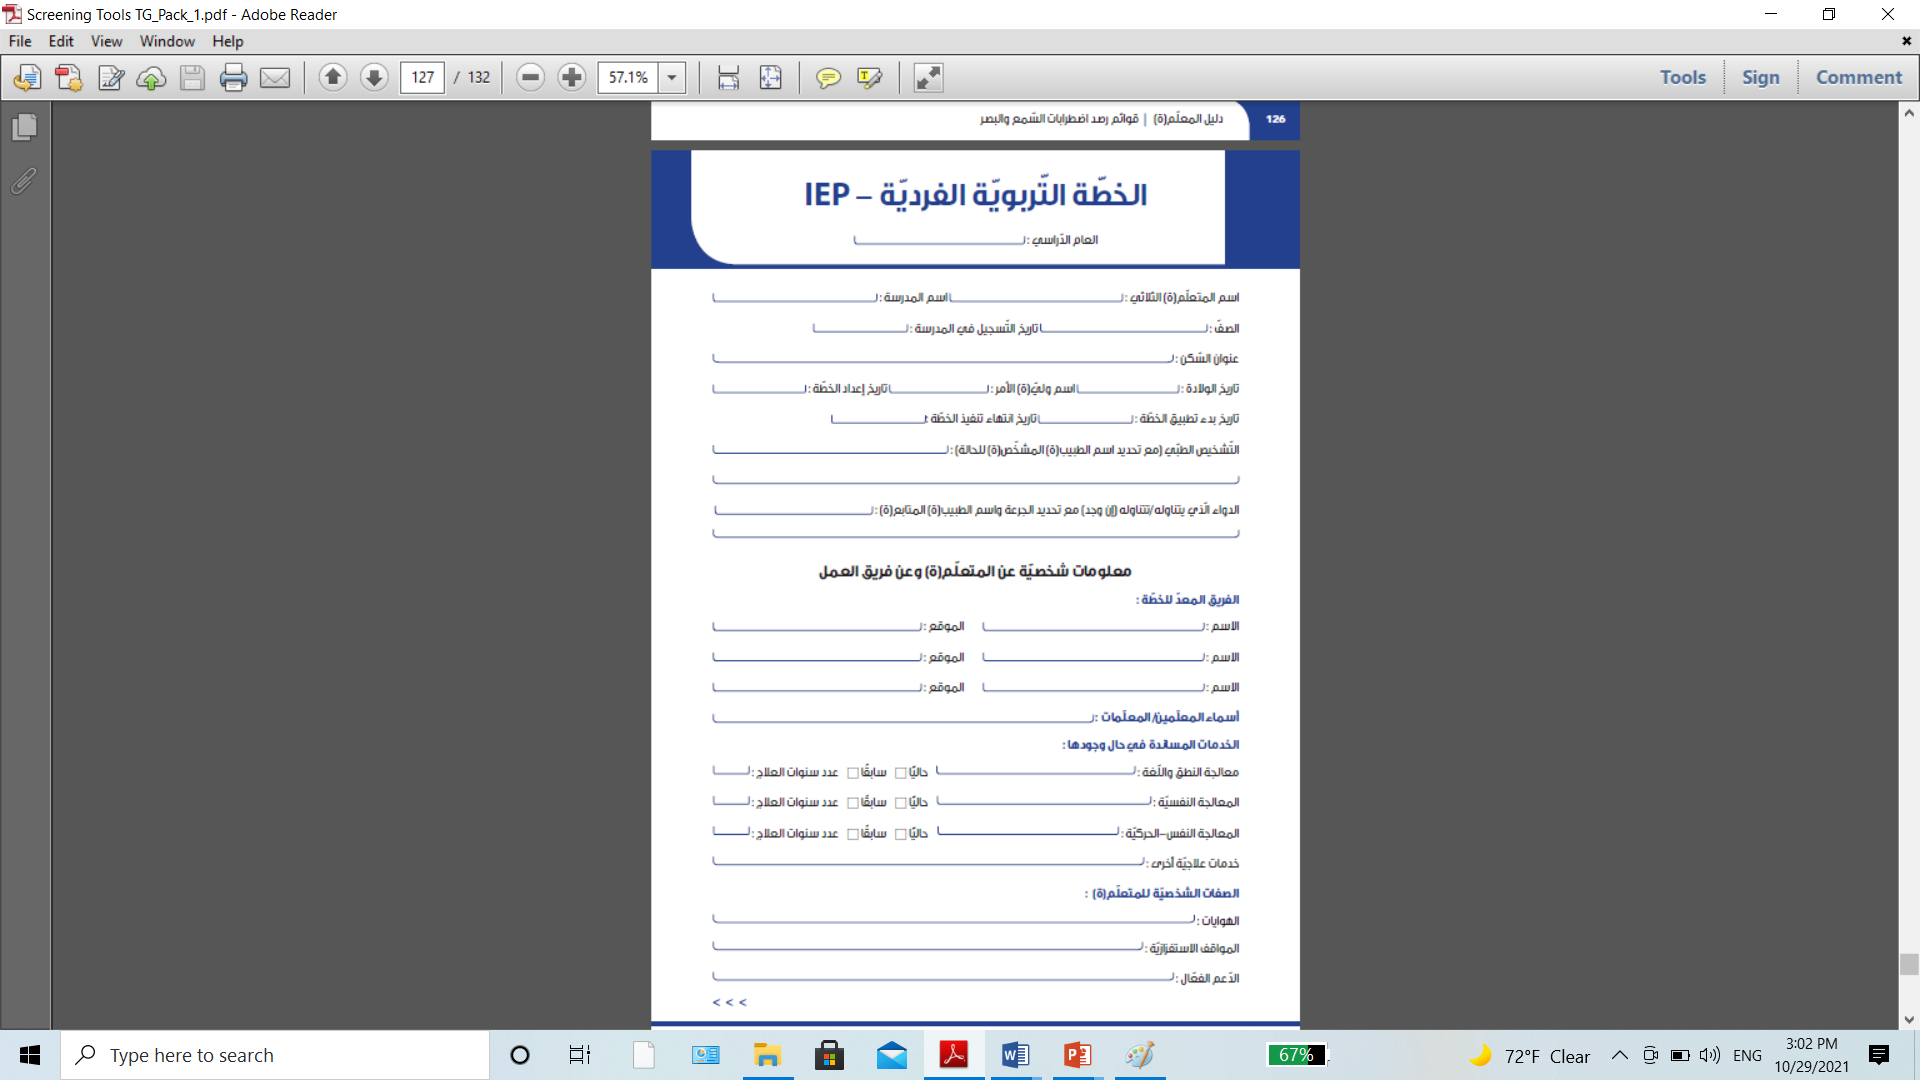 Screening Tools TG_Pack_1.pdf - Adobe Reader
File Edit View Window Help
127 / 132 57.1% Tools Sign Comment
126 دليل المعلّم(ة) | قوائم رصد اضطرابات السّمع والبصر
الخطّة التّربويّة الفرديّة – IEP
العام الدّراسي :
اسم المتعلّم(ة) الثلاثي : اسم المدرسة :
الصفّ : تاريخ التّسجيل في المدرسة :
عنوان السّكن :
تاريخ الولادة : اسم وليّ(ة) الأمر : تاريخ إعداد الخطّة :
تاريخ بدء تطبيق الخطّة : تاريخ انتهاء تنفيذ الخطّة :
التّشخيص الطبّي (مع تحديد اسم الطبيب(ة) المشخّص(ة) للحالة) :
الدواء الّذي يتناوله/تتناوله (إن وجد) مع تحديد الجرعة واسم الطبيب(ة) المتابع(ة) :
معلومات شخصيّة عن المتعلّم(ة) وعن فريق العمل
الفريق المعدّ للخطّة :
الاسم : الموقع :
الاسم : الموقع :
الاسم : الموقع :
أسماء المعلّمين/ المعلّمات :
الخدمات المساندة في حال وجودها :
معالجة النطق واللّغة : حاليًا سابقًا عدد سنوات العلاج :
المعالجة النفسيّة : حاليًا سابقًا عدد سنوات العلاج :
المعالجة النفس–الحركيّة : حاليًا سابقًا عدد سنوات العلاج :
خدمات علاجيّة أخرى :
الصفات الشخصيّة للمتعلّم(ة) :
الهوايات :
المواقف الاستفزازيّة :
الدّعم الفعّال :
< < <
Type here to search 67% 72°F Clear ENG 3:02 PM
10/29/2021